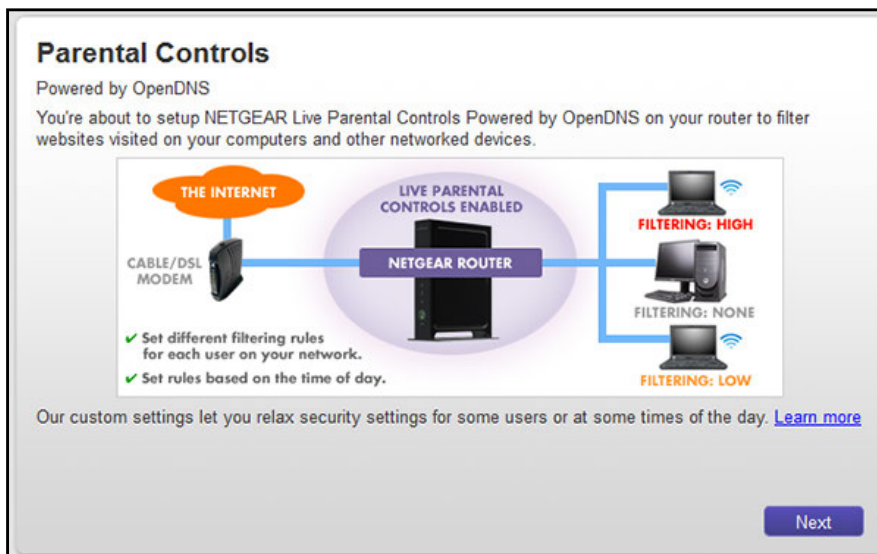 Parental Controls
Powered by OpenDNS
You're about to setup NETGEAR Live Parental Controls Powered by OpenDNS on your router to filter
websites visited on your computers and other networked devices.
THE INTERNET
CABLE/DSL
MODEM
LIVE PARENTAL
CONTROLS ENABLED
NETGEAR ROUTER
FILTERING: HIGH
FILTERING: NONE
FILTERING: LOW
✔ Set different filtering rules
for each user on your network.
✔ Set rules based on the time of day.
Our custom settings let you relax security settings for some users or at some times of the day. Learn more
Next